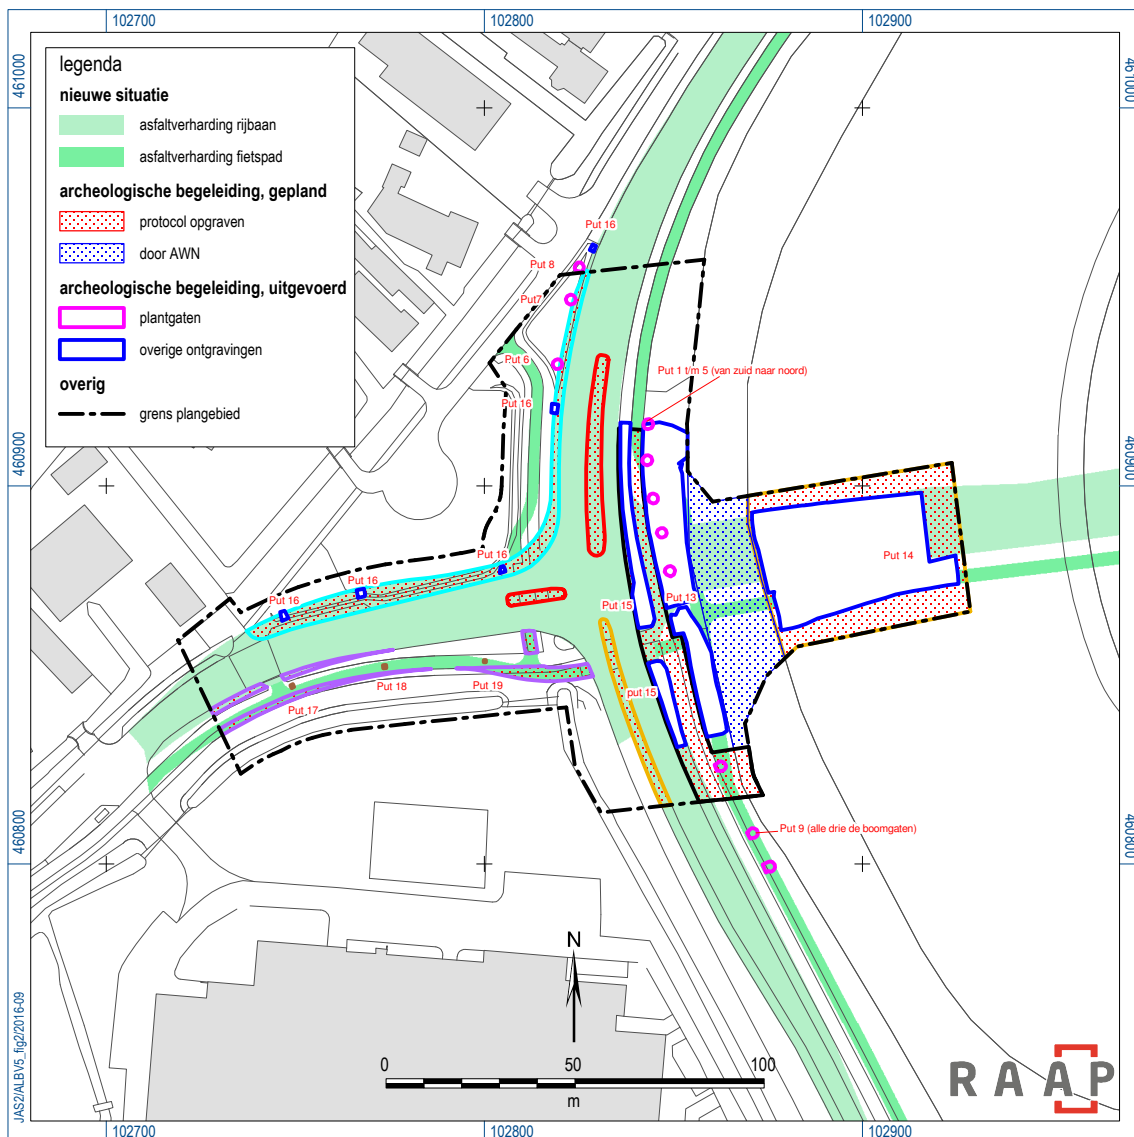 102700
102800
102900
461000
461000
legenda
nieuwe situatie
asfaltverharding rijbaan
asfaltverharding fietspad
archeologische begeleiding, gepland
protocol opgraven
door AWN
archeologische begeleiding, uitgevoerd
plantgaten
overige ontgravingen
overig
grens plangebied
Put 16
Put 8
Put7
Put 6
Put 1 t/m 5 (van zuid naar noord)
Put 16
460900
460900
Put 16
Put 14
Put 16
Put 16
Put 15
Put 13
put 15
Put 17
Put 18
Put 19
Put 9 (alle drie de boomgaten)
460800
460800
N
0
50
100
m
JAS2/ALBV5_fig2/2016-09
RAAP
102700
102800
102900